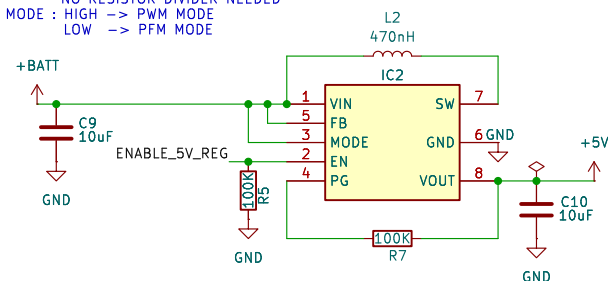 NO RESISTOR DIVIDER NEEDED
MODE : HIGH -> PWM MODE
LOW -> PFM MODE
L2
470nH
+BATT
IC2
1 VIN SW 7
5 FB
3 MODE GND 6 GND
2 EN
4 PG VOUT 8
C9
10uF
GND
ENABLE_5V_REG
100K
R5
GND
100K
R7
+5V
C10
10uF
GND